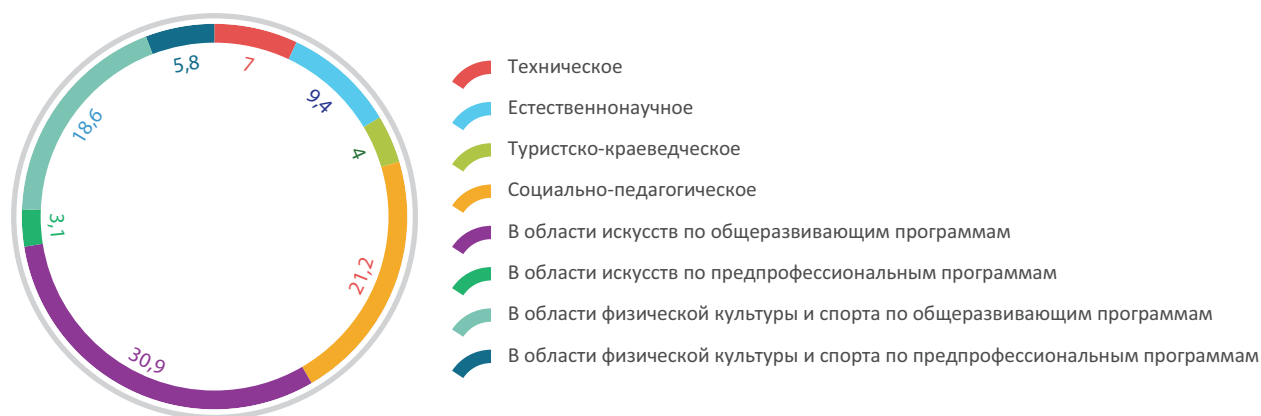 7
9,4
4
21,2
30,9
3,1
18,6
5,8
Техническое
Естественнонаучное
Туристско-краеведческое
Социально-педагогическое
В области искусств по общеразвивающим программам
В области искусств по предпрофессиональным программам
В области физической культуры и спорта по общеразвивающим программам
В области физической культуры и спорта по предпрофессиональным программам